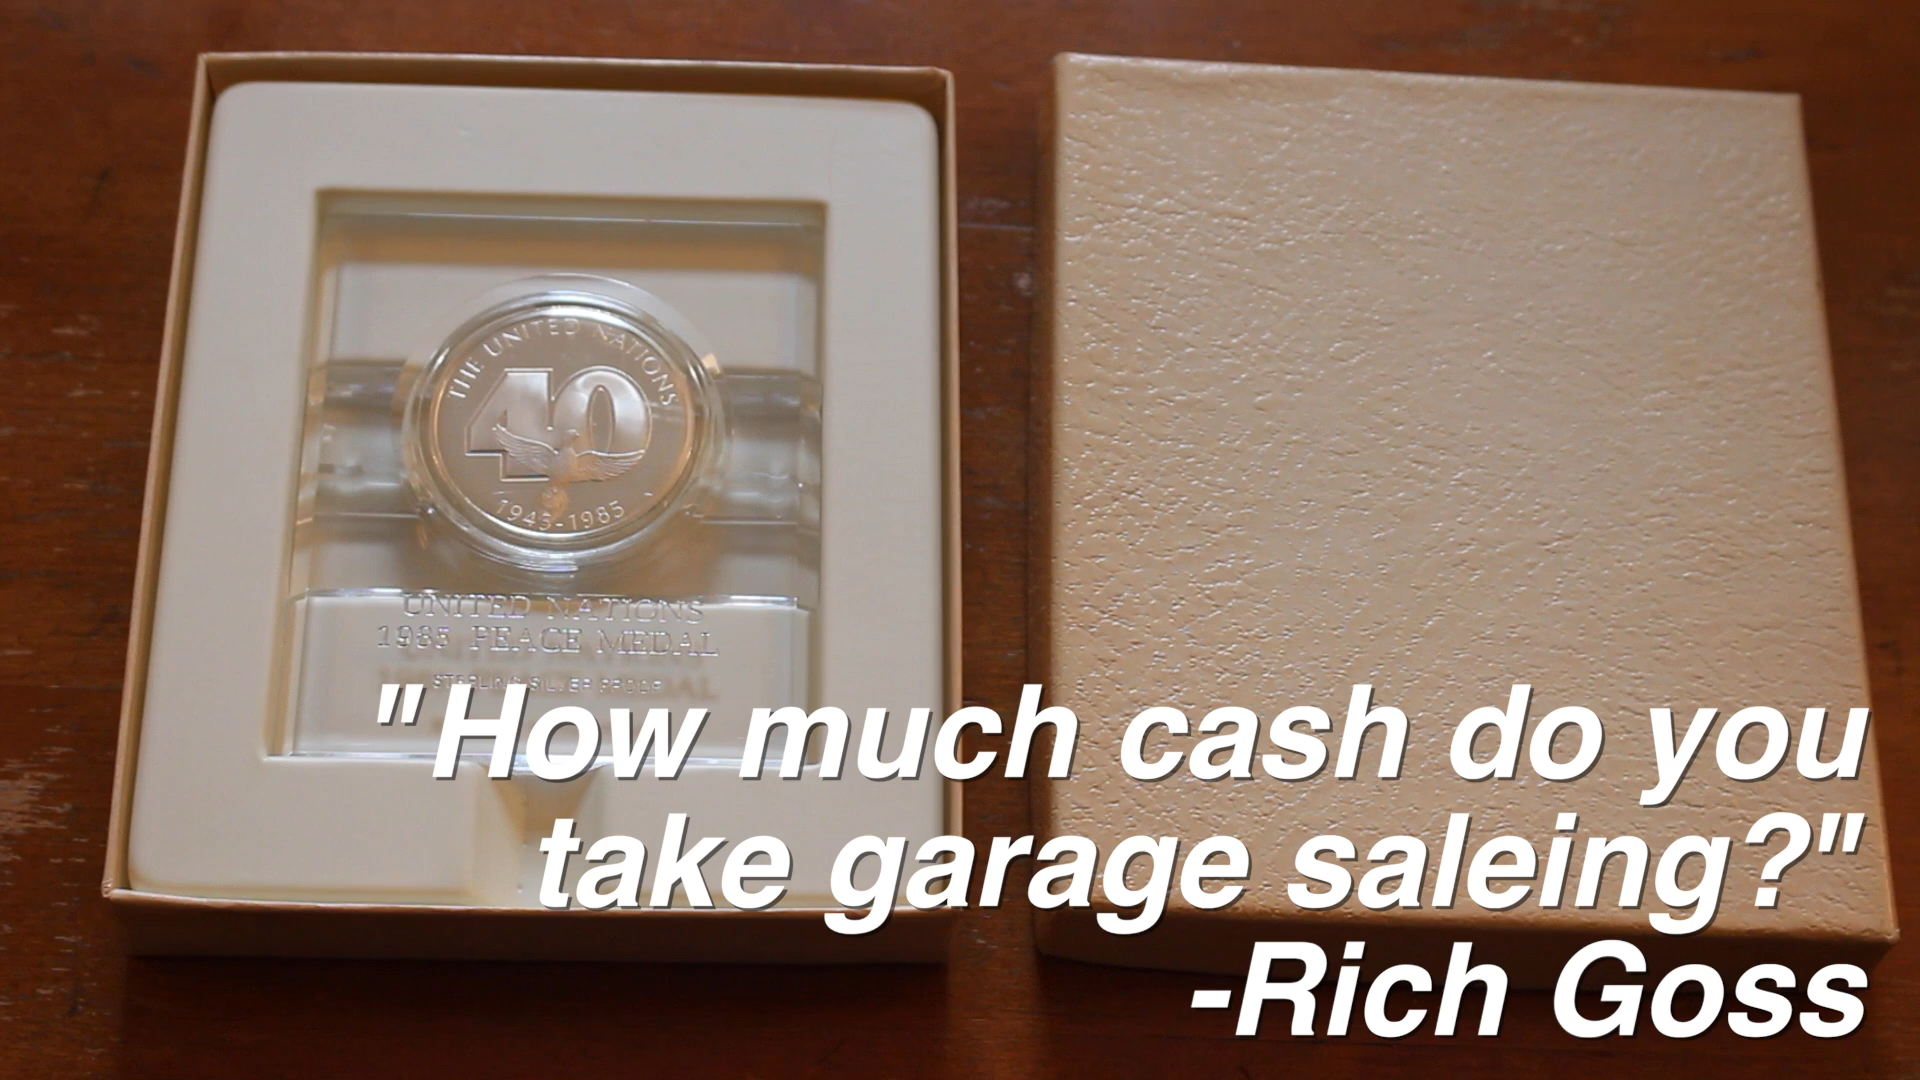 THE UNITED NATIONS
40
1945-1985
UNITED NATIONS
1985 PEACE MEDAL
STERLING SILVER PROOF
"How much cash do you
take garage saleing?"
-Rich Goss